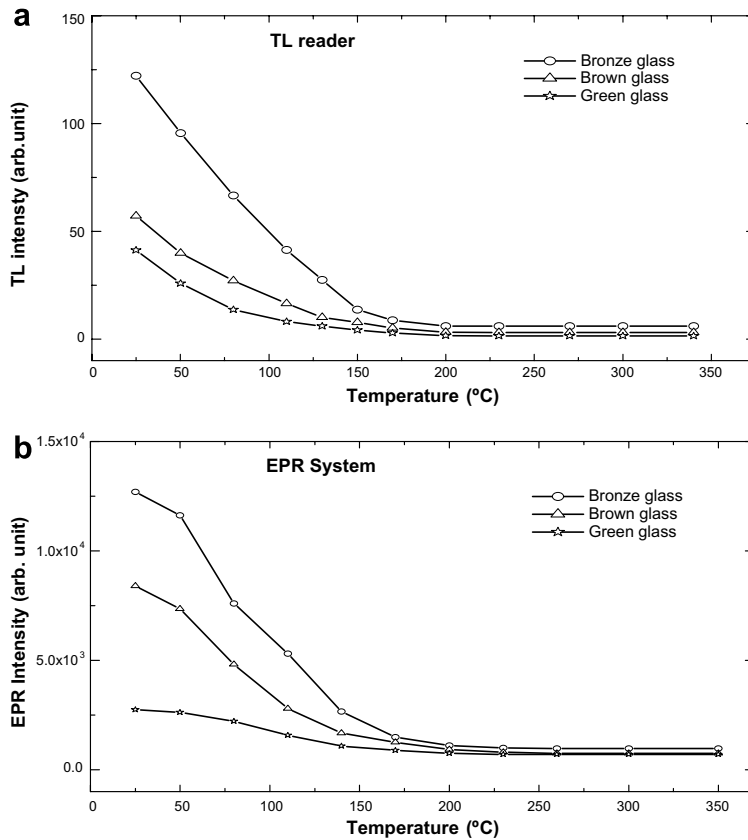 a
TL reader
Bronze glass
Brown glass
Green glass
TL intensty (arb.unit)
150
100
50
0
0 50 100 150 200 250 300 350
Temperature (ºC)
b
EPR System
Bronze glass
Brown glass
Green glass
EPR Intensity (arb. unit)
1.5x10⁴
1.0x10⁴
5.0x10³
0.0
0 50 100 150 200 250 300 350
Temperature (ºC)